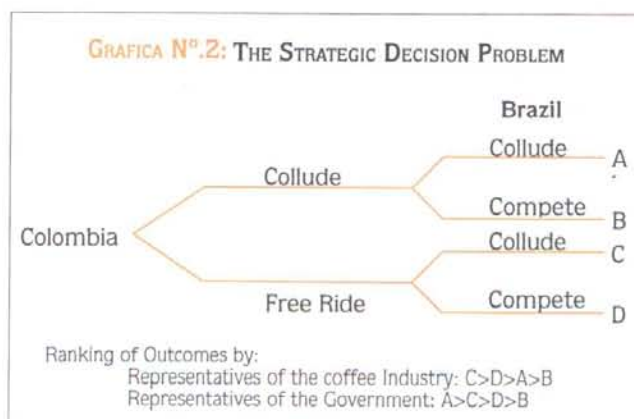 GRAFICA Nº.2: THE STRATEGIC DECISION PROBLEM
Brazil
Collude A
Collude
Compete B
Colombia
Collude C
Free Ride
Compete D
Ranking of Outcomes by:
Representatives of the coffee Industry: C>D>A>B
Representatives of the Government: A>C>D>B